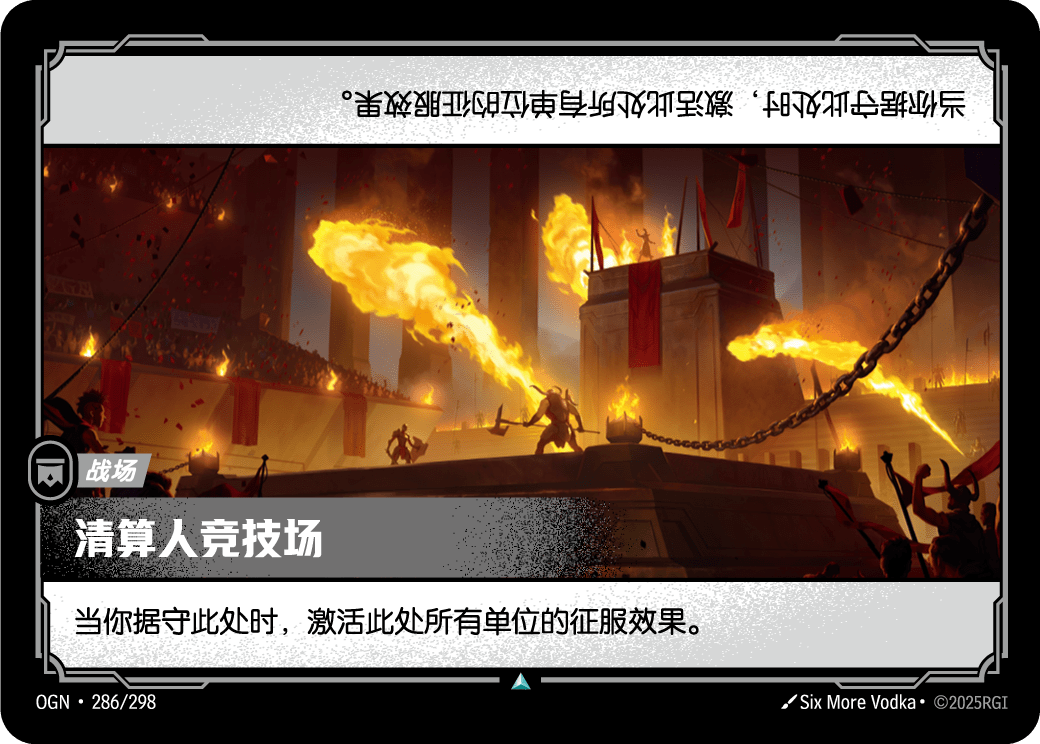 当你据守此处时，激活此处所有单位的征服效果。
战场
清算人竞技场
当你据守此处时，激活此处所有单位的征服效果。
OGN • 286/298
Six More Vodka • ©2025RGI